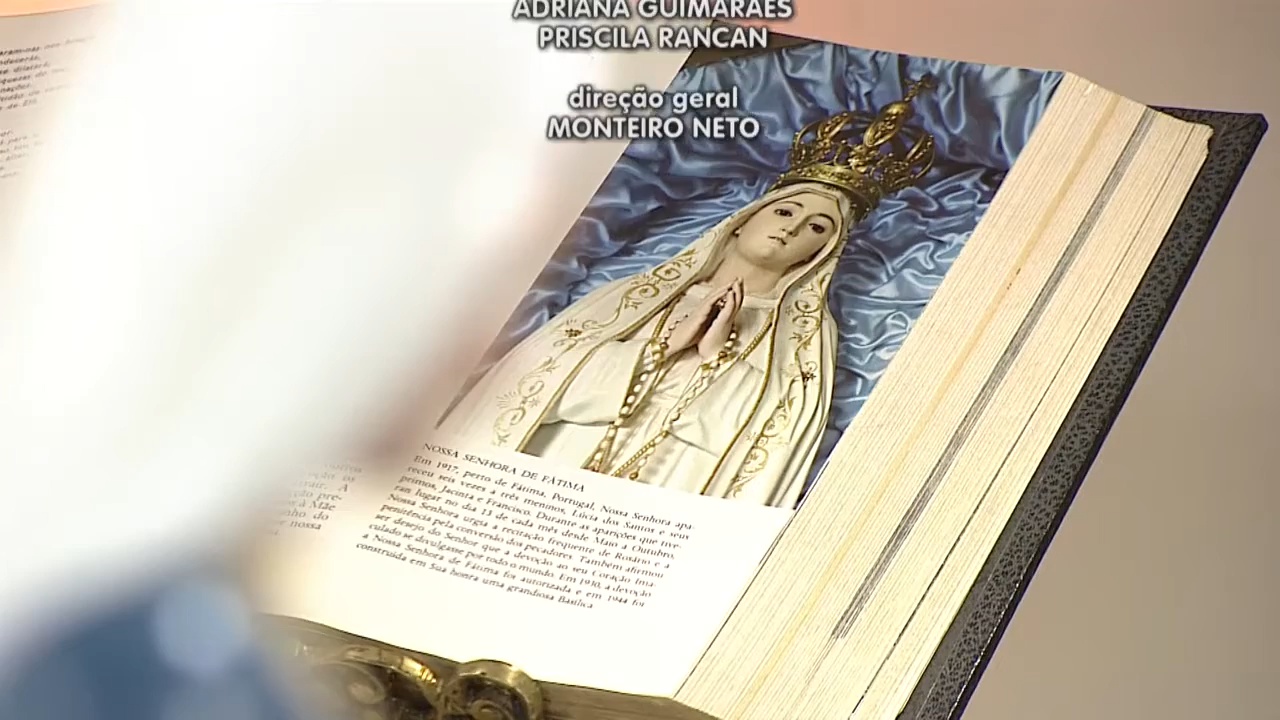 ADRIANA GUIMARÃES
PRISCILA RANCAN
direção geral
MONTEIRO NETO
NOSSA SENHORA DE FÁTIMA
Em 1917, perto de Fátima, Portugal, Nossa Senhora apa-
receu seis vezes a três meninos, Lúcia dos Santos e seus
primos, Jacinta e Francisco. Durante as aparições que tive-
ram lugar no dia 13 de cada mês desde Maio a Outubro,
Nossa Senhora urgia a recitação frequente de Rosário e a
penitência pela conversão dos pecadores. Também afirmou
ser desejo do Senhor que a devoção ao seu Coração Ima-
culado se divulgasse por todo o mundo. Em 1930, a devoção
a Nossa Senhora de Fátima foi autorizada e em 1944 foi
construída em Sua honra uma grandiosa Basílica